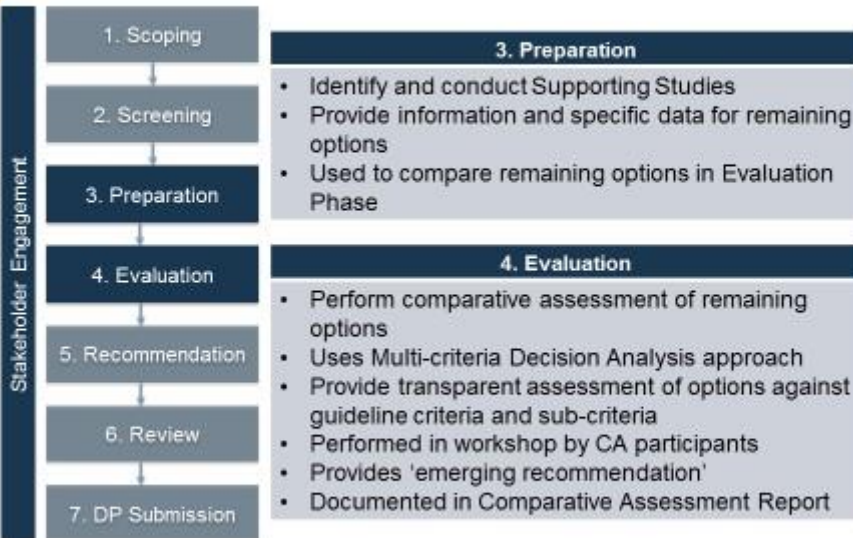 Stakeholder Engagement
1. Scoping
2. Screening
3. Preparation
4. Evaluation
5. Recommendation
6. Review
7. DP Submission
3. Preparation
• Identify and conduct Supporting Studies
• Provide information and specific data for remaining
options
• Used to compare remaining options in Evaluation
Phase
4. Evaluation
• Perform comparative assessment of remaining
options
• Uses Multi-criteria Decision Analysis approach
• Provide transparent assessment of options against
guideline criteria and sub-criteria
• Performed in workshop by CA participants
• Provides ‘emerging recommendation’
• Documented in Comparative Assessment Report